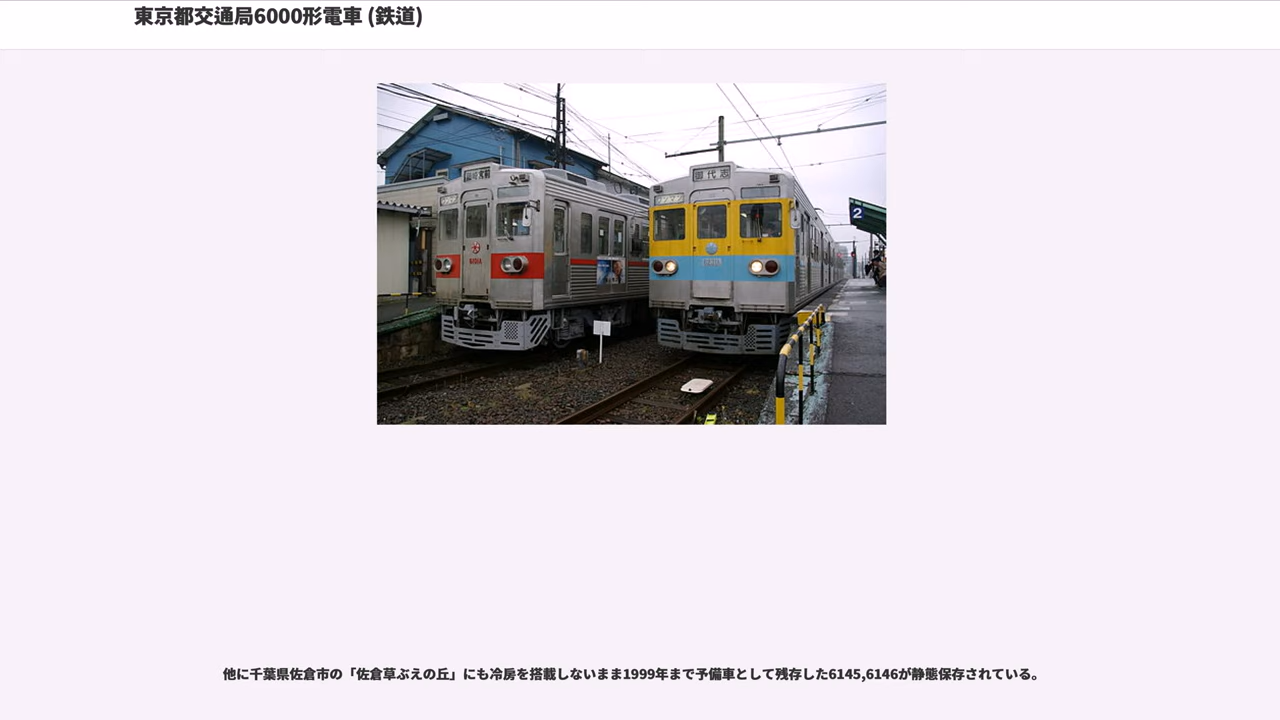 東京都交通局6000形電車 (鉄道)
御代志
2
他に千葉県佐倉市の「佐倉草ぶえの丘」にも冷房を搭載しないまま1999年まで予備車として残存した6145,6146が静態保存されている。